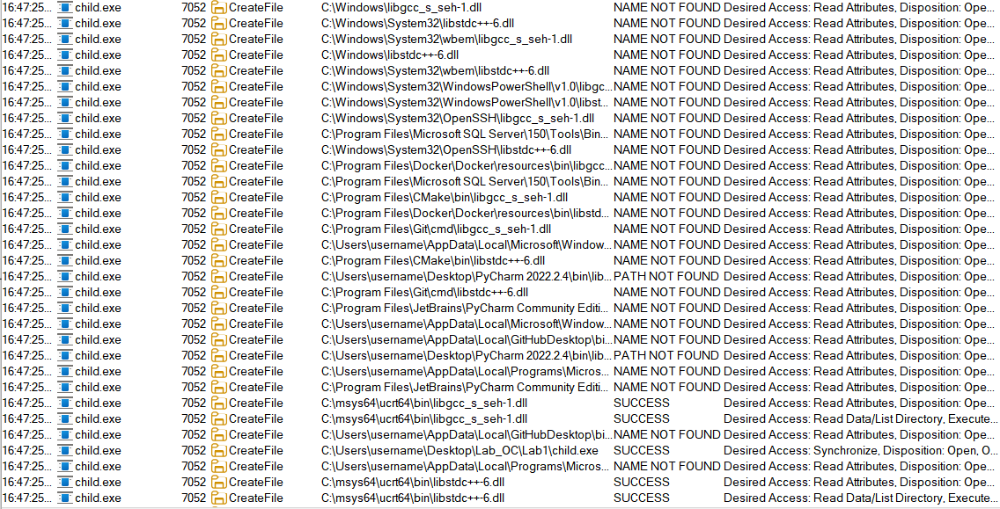 16:47:25... child.exe 7052 CreateFile C:\Windows\libgcc_s_seh-1.dll NAME NOT FOUND Desired Access: Read Attributes, Disposition: Ope...
16:47:25... child.exe 7052 CreateFile C:\Windows\System32\libstdc++-6.dll NAME NOT FOUND Desired Access: Read Attributes, Disposition: Ope...
16:47:25... child.exe 7052 CreateFile C:\Windows\System32\wbem\libgcc_s_seh-1.dll NAME NOT FOUND Desired Access: Read Attributes, Disposition: Ope...
16:47:25... child.exe 7052 CreateFile C:\Windows\libstdc++-6.dll NAME NOT FOUND Desired Access: Read Attributes, Disposition: Ope...
16:47:25... child.exe 7052 CreateFile C:\Windows\System32\wbem\libstdc++-6.dll NAME NOT FOUND Desired Access: Read Attributes, Disposition: Ope...
16:47:25... child.exe 7052 CreateFile C:\Windows\System32\WindowsPowerShell\v1.0\libgc... NAME NOT FOUND Desired Access: Read Attributes, Disposition: Ope...
16:47:25... child.exe 7052 CreateFile C:\Windows\System32\WindowsPowerShell\v1.0\libst... NAME NOT FOUND Desired Access: Read Attributes, Disposition: Ope...
16:47:25... child.exe 7052 CreateFile C:\Windows\System32\OpenSSH\libgcc_s_seh-1.dll NAME NOT FOUND Desired Access: Read Attributes, Disposition: Ope...
16:47:25... child.exe 7052 CreateFile C:\Program Files\Microsoft SQL Server\150\Tools\Bin... NAME NOT FOUND Desired Access: Read Attributes, Disposition: Ope...
16:47:25... child.exe 7052 CreateFile C:\Windows\System32\OpenSSH\libstdc++-6.dll NAME NOT FOUND Desired Access: Read Attributes, Disposition: Ope...
16:47:25... child.exe 7052 CreateFile C:\Program Files\Docker\Docker\resources\bin\libgcc... NAME NOT FOUND Desired Access: Read Attributes, Disposition: Ope...
16:47:25... child.exe 7052 CreateFile C:\Program Files\Microsoft SQL Server\150\Tools\Bin... NAME NOT FOUND Desired Access: Read Attributes, Disposition: Ope...
16:47:25... child.exe 7052 CreateFile C:\Program Files\CMake\bin\libgcc_s_seh-1.dll NAME NOT FOUND Desired Access: Read Attributes, Disposition: Ope...
16:47:25... child.exe 7052 CreateFile C:\Program Files\Docker\Docker\resources\bin\libstd... NAME NOT FOUND Desired Access: Read Attributes, Disposition: Ope...
16:47:25... child.exe 7052 CreateFile C:\Program Files\Git\cmd\libgcc_s_seh-1.dll NAME NOT FOUND Desired Access: Read Attributes, Disposition: Ope...
16:47:25... child.exe 7052 CreateFile C:\Users\username\AppData\Local\Microsoft\Window... NAME NOT FOUND Desired Access: Read Attributes, Disposition: Ope...
16:47:25... child.exe 7052 CreateFile C:\Program Files\CMake\bin\libstdc++-6.dll NAME NOT FOUND Desired Access: Read Attributes, Disposition: Ope...
16:47:25... child.exe 7052 CreateFile C:\Users\username\Desktop\PyCharm 2022.2.4\bin\lib... PATH NOT FOUND Desired Access: Read Attributes, Disposition: Ope...
16:47:25... child.exe 7052 CreateFile C:\Program Files\Git\cmd\libstdc++-6.dll NAME NOT FOUND Desired Access: Read Attributes, Disposition: Ope...
16:47:25... child.exe 7052 CreateFile C:\Program Files\JetBrains\PyCharm Community Editi... NAME NOT FOUND Desired Access: Read Attributes, Disposition: Ope...
16:47:25... child.exe 7052 CreateFile C:\Users\username\AppData\Local\Microsoft\Window... NAME NOT FOUND Desired Access: Read Attributes, Disposition: Ope...
16:47:25... child.exe 7052 CreateFile C:\Users\username\AppData\Local\GitHubDesktop\bi... NAME NOT FOUND Desired Access: Read Attributes, Disposition: Ope...
16:47:25... child.exe 7052 CreateFile C:\Users\username\Desktop\PyCharm 2022.2.4\bin\lib... PATH NOT FOUND Desired Access: Read Attributes, Disposition: Ope...
16:47:25... child.exe 7052 CreateFile C:\Users\username\AppData\Local\Programs\Micros... NAME NOT FOUND Desired Access: Read Attributes, Disposition: Ope...
16:47:25... child.exe 7052 CreateFile C:\Program Files\JetBrains\PyCharm Community Editi... NAME NOT FOUND Desired Access: Read Attributes, Disposition: Ope...
16:47:25... child.exe 7052 CreateFile C:\msys64\ucrt64\bin\libgcc_s_seh-1.dll SUCCESS Desired Access: Read Attributes, Disposition: Ope...
16:47:25... child.exe 7052 CreateFile C:\msys64\ucrt64\bin\libgcc_s_seh-1.dll SUCCESS Desired Access: Read Data/List Directory, Execute...
16:47:25... child.exe 7052 CreateFile C:\Users\username\AppData\Local\GitHubDesktop\bi... NAME NOT FOUND Desired Access: Read Attributes, Disposition: Ope...
16:47:25... child.exe 7052 CreateFile C:\Users\username\Desktop\Lab_OC\Lab1\child.exe SUCCESS Desired Access: Synchronize, Disposition: Open, O...
16:47:25... child.exe 7052 CreateFile C:\Users\username\AppData\Local\Programs\Micros... NAME NOT FOUND Desired Access: Read Attributes, Disposition: Ope...
16:47:25... child.exe 7052 CreateFile C:\msys64\ucrt64\bin\libstdc++-6.dll SUCCESS Desired Access: Read Attributes, Disposition: Ope...
16:47:25... child.exe 7052 CreateFile C:\msys64\ucrt64\bin\libstdc++-6.dll SUCCESS Desired Access: Read Data/List Directory, Execute...